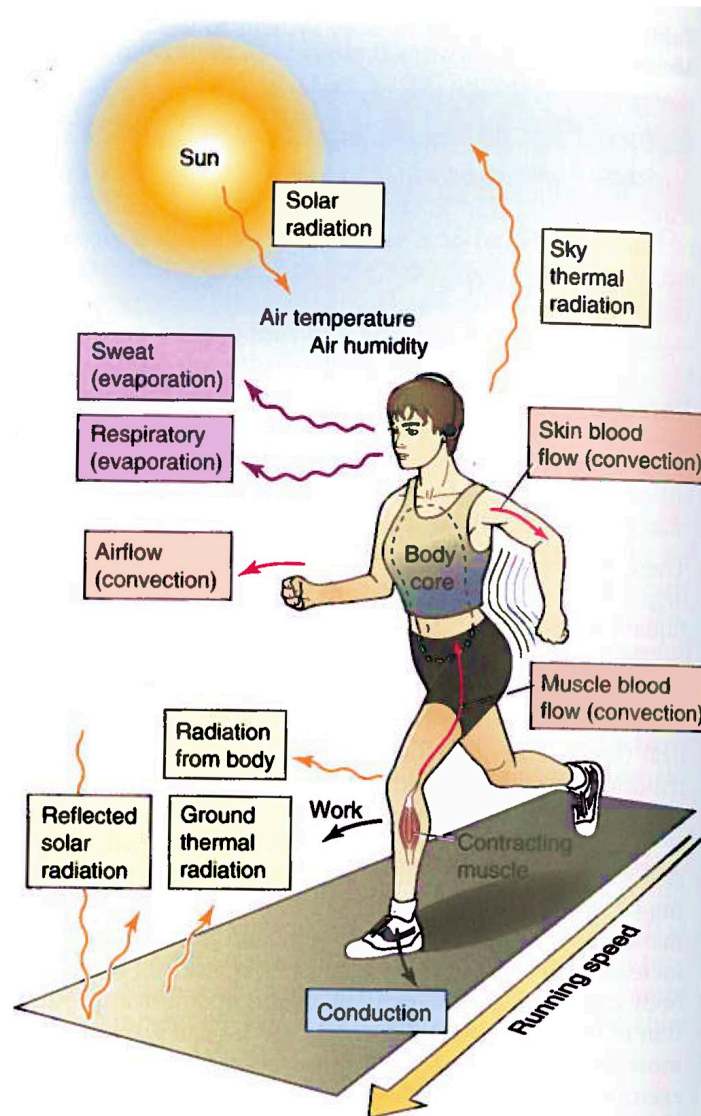 Sun
Solar
radiation
Sky
thermal
radiation
Air temperature
Air humidity
Sweat
(evaporation)
Respiratory
(evaporation)
Skin blood
flow (convection)
Airflow
(convection)
Body
core
Muscle blood
flow (convection)
Radiation
from body
Reflected
solar
radiation
Ground
thermal
radiation
Work
Contracting
muscle
Conduction
Running speed